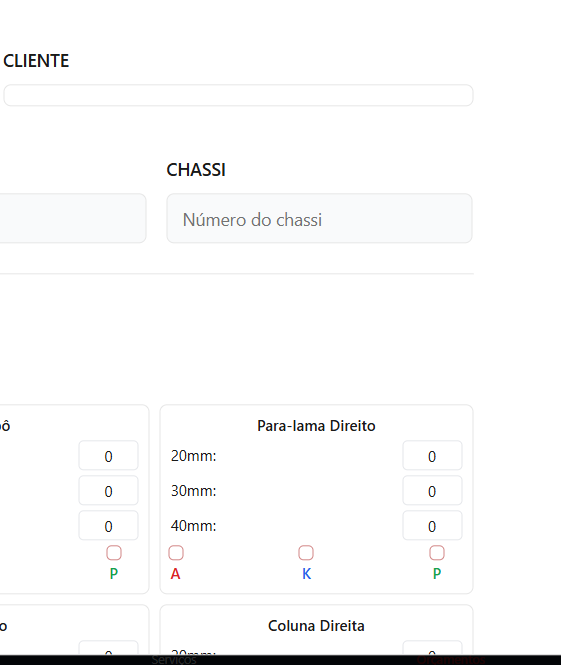 CLIENTE
CHASSI
Número do chassi
Para-lama Direito
0 20mm: 0
0 30mm: 0
0 40mm: 0
P A K P
Coluna Direita
Serviços